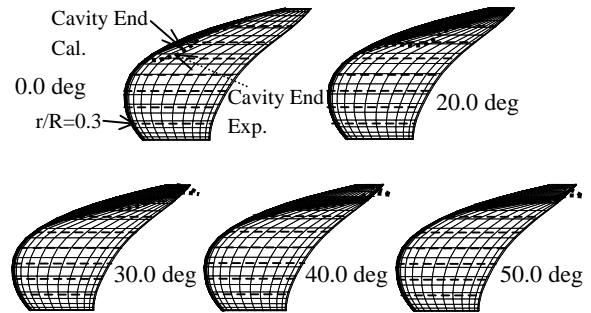 Cavity End
Cal.
0.0 deg
r/R=0.3
Cavity End
Exp.
20.0 deg
30.0 deg
40.0 deg
50.0 deg